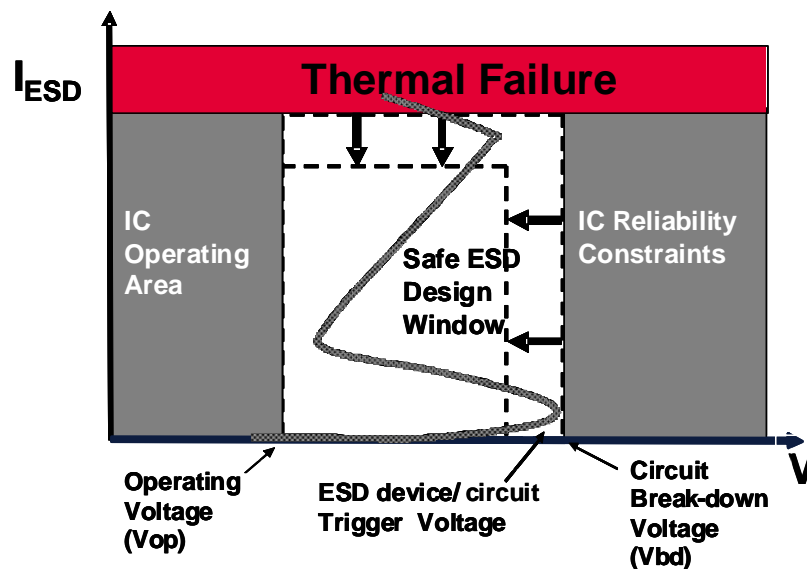 I_ESD
Thermal Failure
IC
Operating
Area
IC Reliability
Constraints
Safe ESD
Design
Window
V
Operating
Voltage
(Vop)
ESD device/ circuit
Trigger Voltage
Circuit
Break-down
Voltage
(Vbd)